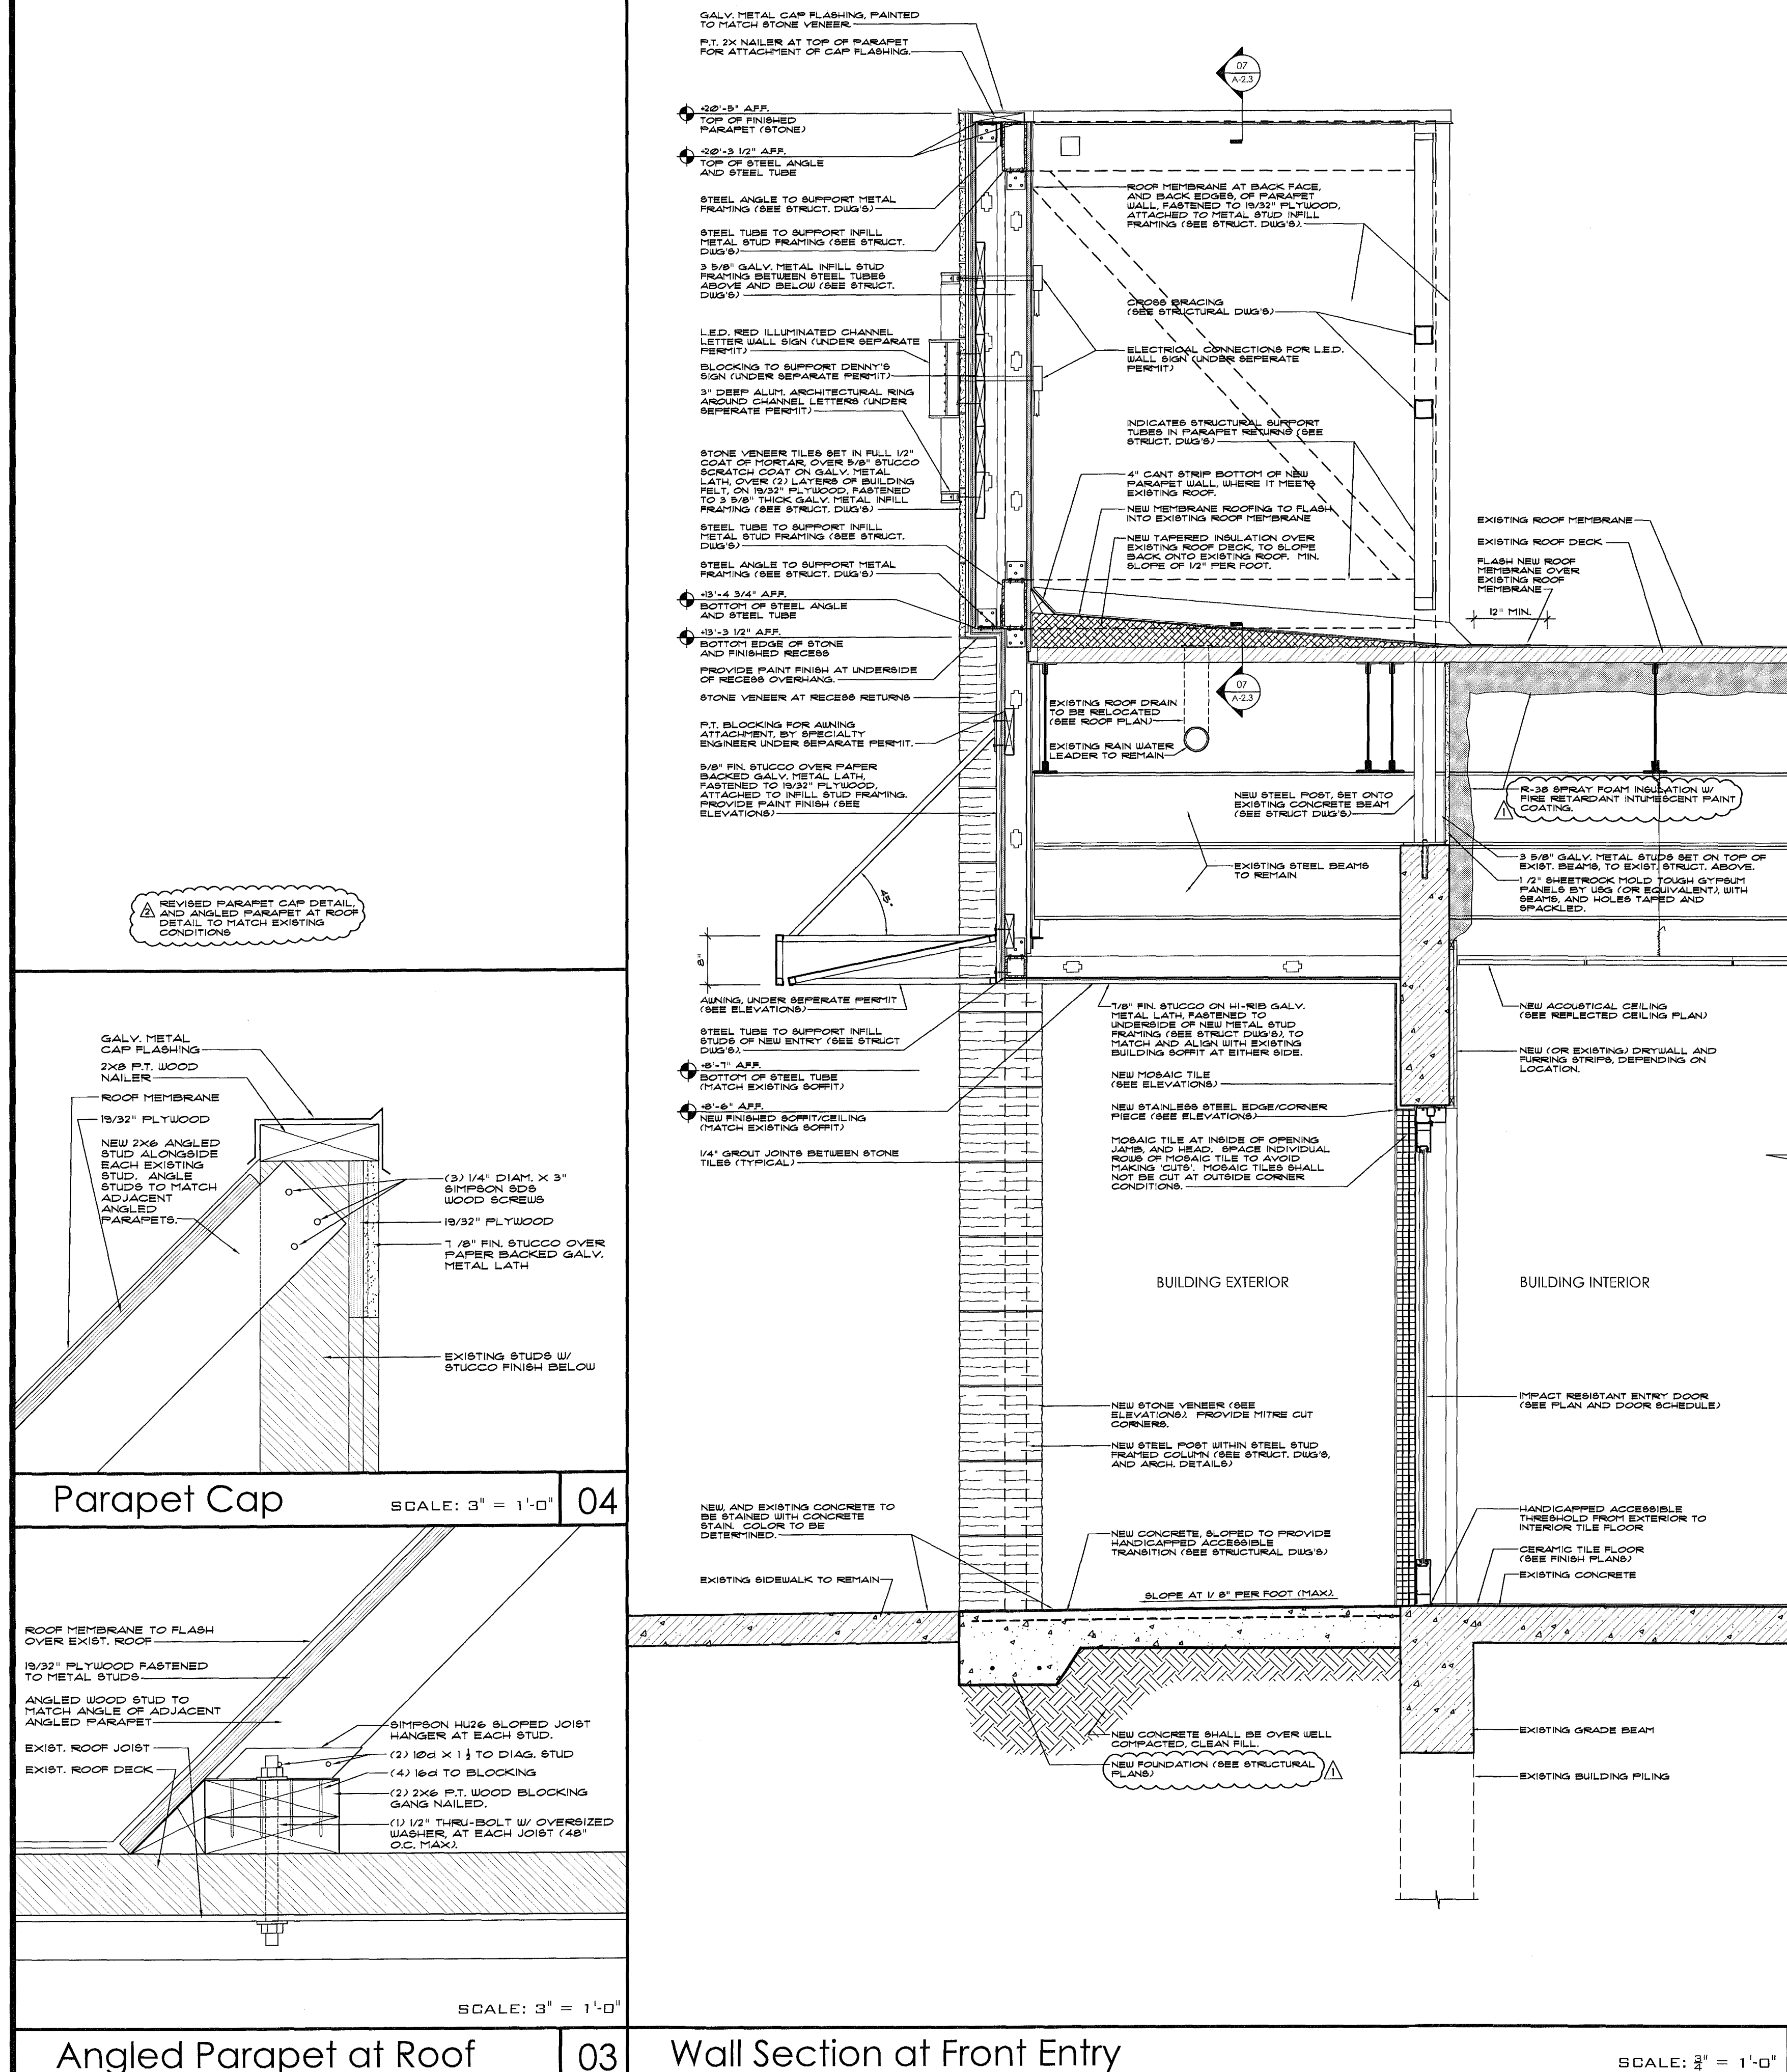 GALV. METAL CAP FLASHING, PAINTED
TO MATCH STONE VENEER.
P.T. 2X NAILER AT TOP OF PARAPET
FOR ATTACHMENT OF CAP FLASHING.
+20'-5" A.F.F.
TOP OF FINISHED
PARAPET (STONE)
+20'-3 1/2" AFF.
TOP OF STEEL ANGLE
AND STEEL TUBE
STEEL ANGLE TO SUPPORT METAL
FRAMING (SEE STRUCT. DWG'S)
STEEL TUBE TO SUPPORT INFILL
METAL STUD FRAMING (SEE STRUCT.
DWG'S)
3 5/8" GALV. METAL INFILL STUD
FRAMING BETWEEN STEEL TUBES
ABOVE AND BELOW (SEE STRUCT.
DWG'S)
L.E.D. RED ILLUMINATED CHANNEL
LETTER WALL SIGN (UNDER SEPARATE
PERMIT)
BLOCKING TO SUPPORT DENNY'S
SIGN (UNDER SEPARATE PERMIT)
3" DEEP ALUM. ARCHITECTURAL RING
AROUND CHANNEL LETTERS (UNDER
SEPERATE PERMIT)
STONE VENEER TILES SET IN FULL 1/2"
COAT OF MORTAR, OVER 5/8" STUCCO
SCRATCH COAT ON GALV. METAL
LATH, OVER (2) LAYERS OF BUILDING
FELT, ON 19/32" PLYWOOD, FASTENED
TO 3 5/8" THICK GALV. METAL INFILL
FRAMING (SEE STRUCT. DWG'S)
STEEL TUBE TO SUPPORT INFILL
METAL STUD FRAMING (SEE STRUCT.
DWG'S)
STEEL ANGLE TO SUPPORT METAL
FRAMING (SEE STRUCT. DWG'S)
+13'-4 3/4" AFF.
BOTTOM OF STEEL ANGLE
AND STEEL TUBE
+13'-3 1/2" AFF.
BOTTOM EDGE OF STONE
AND FINISHED RECESS
PROVIDE PAINT FINISH AT UNDERSIDE
OF RECESS OVERHANG.
STONE VENEER AT RECESS RETURNS
P.T. BLOCKING FOR AWNING
ATTACHMENT, BY SPECIALTY
ENGINEER UNDER SEPARATE PERMIT.
5/8" FIN. STUCCO OVER PAPER
BACKED GALV. METAL LATH,
FASTENED TO 19/32" PLYWOOD,
ATTACHED TO INFILL STUD FRAMING.
PROVIDE PAINT FINISH (SEE
ELEVATIONS)
45°
8"
AWNING, UNDER SEPERATE PERMIT
(SEE ELEVATIONS)
STEEL TUBE TO SUPPORT INFILL
STUDS OF NEW ENTRY (SEE STRUCT
DWG'S).
+8'-7" AFF.
BOTTOM OF STEEL TUBE
(MATCH EXISTING SOFFIT)
+8'-6" AFF.
NEW FINISHED SOFFIT/CEILING
(MATCH EXISTING SOFFIT)
1/4" GROUT JOINTS BETWEEN STONE
TILES (TYPICAL)
NEW, AND EXISTING CONCRETE TO
BE STAINED WITH CONCRETE
STAIN. COLOR TO BE
DETERMINED.
EXISTING SIDEWALK TO REMAIN
07
A-2.3
ROOF MEMBRANE AT BACK FACE,
AND BACK EDGES, OF PARAPET
WALL, FASTENED TO 19/32" PLYWOOD,
ATTACHED TO METAL STUD INFILL
FRAMING (SEE STRUCT. DWG'S).
CROSS BRACING
(SEE STRUCTURAL DWG'S)
ELECTRICAL CONNECTIONS FOR L.E.D.
WALL SIGN (UNDER SEPERATE
PERMIT)
INDICATES STRUCTURAL SUPPORT
TUBES IN PARAPET RETURNS (SEE
STRUCT. DWG'S)
4" CANT STRIP BOTTOM OF NEW
PARAPET WALL, WHERE IT MEETS
EXISTING ROOF.
NEW MEMBRANE ROOFING TO FLASH
INTO EXISTING ROOF MEMBRANE
NEW TAPERED INSULATION OVER
EXISTING ROOF DECK, TO SLOPE
BACK ONTO EXISTING ROOF. MIN.
SLOPE OF 1/2" PER FOOT.
EXISTING ROOF MEMBRANE
EXISTING ROOF DECK
FLASH NEW ROOF
MEMBRANE OVER
EXISTING ROOF
MEMBRANE
12" MIN.
07
A-2.3
EXISTING ROOF DRAIN
TO BE RELOCATED
(SEE ROOF PLAN)
EXISTING RAIN WATER
LEADER TO REMAIN
NEW STEEL POST, SET ONTO
EXISTING CONCRETE BEAM
(SEE STRUCT DWG'S)
EXISTING STEEL BEAMS
TO REMAIN
R-38 SPRAY FOAM INSULATION W/
FIRE RETARDANT INTUMESCENT PAINT
COATING.
1
3 5/8" GALV. METAL STUDS SET ON TOP OF
EXIST. BEAMS, TO EXIST. STRUCT. ABOVE.
1 /2" SHEETROCK MOLD TOUGH GYPSUM
PANELS BY USG (OR EQUIVALENT), WITH
SEAMS, AND HOLES TAPED AND
SPACKLED.
7/8" FIN. STUCCO ON HI-RIB GALV.
METAL LATH, FASTENED TO
UNDERSIDE OF NEW METAL STUD
FRAMING (SEE STRUCT DWG'S), TO
MATCH AND ALIGN WITH EXISTING
BUILDING SOFFIT AT EITHER SIDE.
NEW MOSAIC TILE
(SEE ELEVATIONS)
NEW STAINLESS STEEL EDGE/CORNER
PIECE (SEE ELEVATIONS)
MOSAIC TILE AT INSIDE OF OPENING
JAMB, AND HEAD. SPACE INDIVIDUAL
ROWS OF MOSAIC TILE TO AVOID
MAKING 'CUTS'. MOSAIC TILES SHALL
NOT BE CUT AT OUTSIDE CORNER
CONDITIONS.
NEW ACOUSTICAL CEILING
(SEE REFLECTED CEILING PLAN)
NEW (OR EXISTING) DRYWALL AND
FURRING STRIPS, DEPENDING ON
LOCATION.
BUILDING EXTERIOR
BUILDING INTERIOR
NEW STONE VENEER (SEE
ELEVATIONS). PROVIDE MITRE CUT
CORNERS.
NEW STEEL POST WITHIN STEEL STUD
FRAMED COLUMN (SEE STRUCT. DWG'S,
AND ARCH. DETAILS)
IMPACT RESISTANT ENTRY DOOR
(SEE PLAN AND DOOR SCHEDULE)
NEW CONCRETE, SLOPED TO PROVIDE
HANDICAPPED ACCESSIBLE
TRANSITION (SEE STRUCTURAL DWG'S)
SLOPE AT 1/ 8" PER FOOT (MAX).
HANDICAPPED ACCESSIBLE
THRESHOLD FROM EXTERIOR TO
INTERIOR TILE FLOOR
CERAMIC TILE FLOOR
(SEE FINISH PLANS)
EXISTING CONCRETE
NEW CONCRETE SHALL BE OVER WELL
COMPACTED, CLEAN FILL.
NEW FOUNDATION (SEE STRUCTURAL
PLANS)
1
EXISTING GRADE BEAM
EXISTING BUILDING PILING
Wall Section at Front Entry
SCALE: 3/4" = 1'-0"
2
REVISED PARAPET CAP DETAIL,
AND ANGLED PARAPET AT ROOF
DETAIL TO MATCH EXISTING
CONDITIONS
GALV. METAL
CAP FLASHING
2X8 P.T. WOOD
NAILER
ROOF MEMBRANE
19/32" PLYWOOD
NEW 2X6 ANGLED
STUD ALONGSIDE
EACH EXISTING
STUD. ANGLE
STUDS TO MATCH
ADJACENT
ANGLED
PARAPETS.
(3) 1/4" DIAM. X 3"
SIMPSON SDS
WOOD SCREWS
19/32" PLYWOOD
7 /8" FIN. STUCCO OVER
PAPER BACKED GALV.
METAL LATH
EXISTING STUDS W/
STUCCO FINISH BELOW
Parapet Cap
SCALE: 3" = 1'-0"
04
ROOF MEMBRANE TO FLASH
OVER EXIST. ROOF
19/32" PLYWOOD FASTENED
TO METAL STUDS
ANGLED WOOD STUD TO
MATCH ANGLE OF ADJACENT
ANGLED PARAPET
EXIST. ROOF JOIST
EXIST. ROOF DECK
SIMPSON HU26 SLOPED JOIST
HANGER AT EACH STUD.
(2) 10d X 1 1/2 TO DIAG. STUD
(4) 16d TO BLOCKING
(2) 2X6 P.T. WOOD BLOCKING
GANG NAILED.
(1) 1/2" THRU-BOLT W/ OVERSIZED
WASHER, AT EACH JOIST (48"
O.C. MAX).
SCALE: 3" = 1'-0"
Angled Parapet at Roof
03